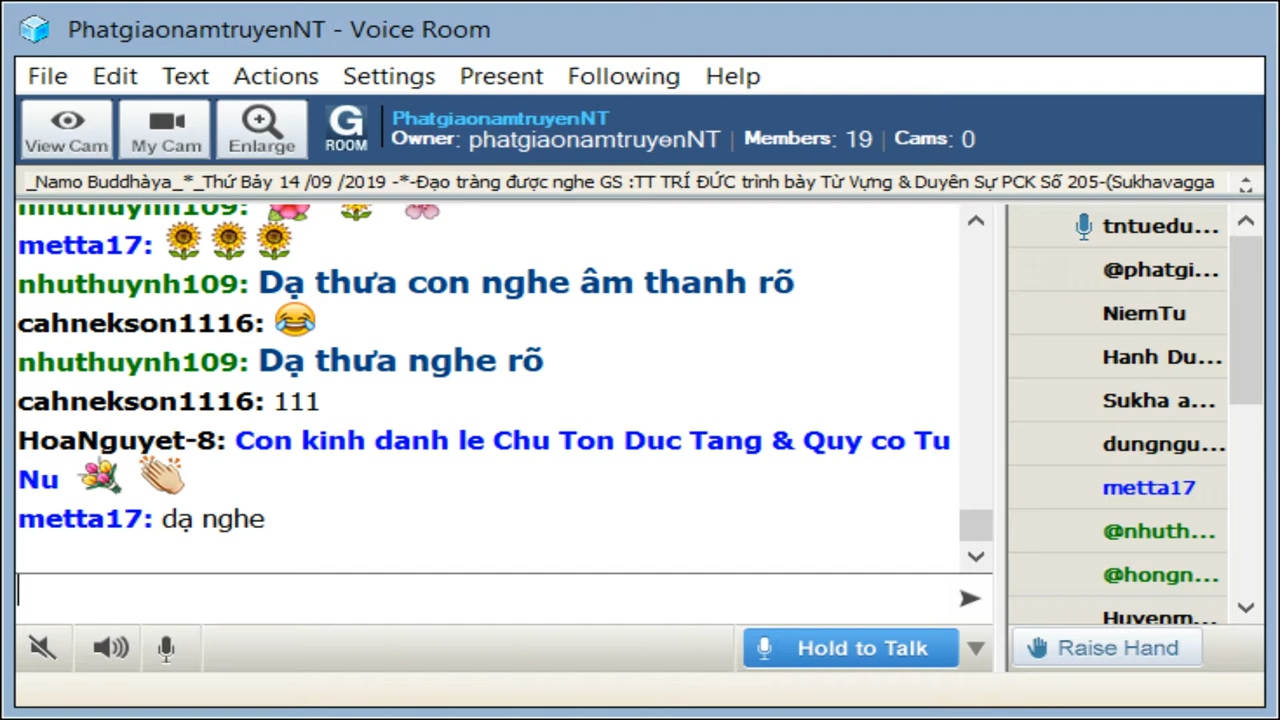 PhatgiaonamtruyenNT - Voice Room
File Edit Text Actions Settings Present Following Help
View Cam My Cam Enlarge G ROOM
PhatgiaonamtruyenNT
Owner: phatgiaonamtruyenNT | Members: 19 | Cams: 0
_Namo Buddhàya_*_Thứ Bảy 14 /09 /2019 -*-Đạo tràng được nghe GS :TT TRÍ ĐỨC trình bày Từ Vựng & Duyên Sự PCK Số 205-(Sukhavagga
nhuthuynh109:
metta17:
nhuthuynh109: Dạ thưa con nghe âm thanh rõ
cahnekson1116:
nhuthuynh109: Dạ thưa nghe rõ
cahnekson1116: 111
HoaNguyet-8: Con kinh danh le Chu Ton Duc Tang & Quy co Tu
Nu
metta17: dạ nghe
tntuedu...
@phatgi...
NiemTu
Hanh Du...
Sukha a...
dungngu...
metta17
@nhuth...
@hongn...
Huyenm...
Hold to Talk
Raise Hand